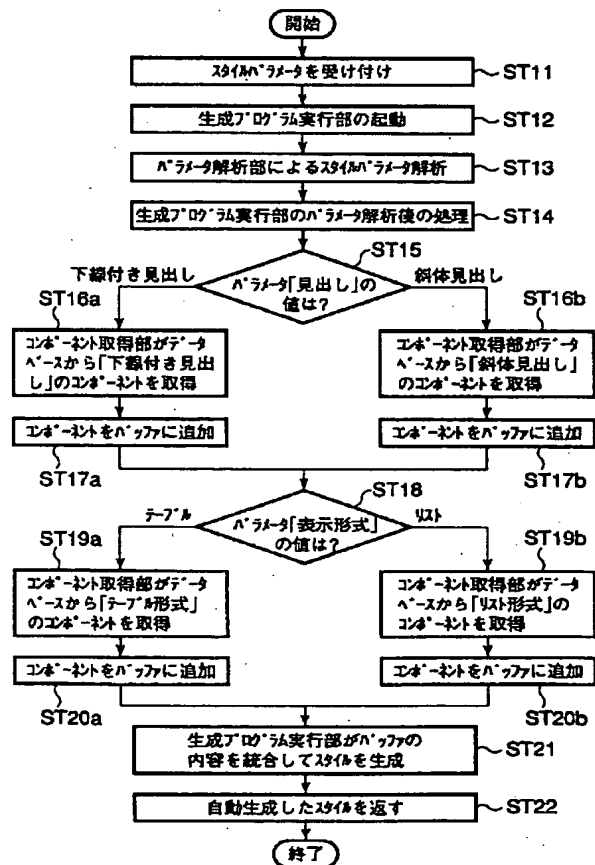 開始
スタイルパラメータを受け付け
ST11
生成プログラム実行部の起動
ST12
パラメータ解析部によるスタイルパラメータ解析
ST13
生成プログラム実行部のパラメータ解析後の処理
ST14
ST15
パラメータ「見出し」の
値は?
下線付き見出し
斜体見出し
ST16a
コンポーネント取得部がデータ
ベースから「下線付き見出
し」のコンポーネントを取得
ST16b
コンポーネント取得部がデータ
ベースから「斜体見出し」
のコンポーネントを取得
コンポーネントをバッファに追加
ST17a
コンポーネントをバッファに追加
ST17b
ST18
パラメータ「表示形式」
の値は?
テーブル
リスト
ST19a
コンポーネント取得部がデータ
ベースから「テーブル形式」
のコンポーネントを取得
ST19b
コンポーネント取得部がデータ
ベースから「リスト形式」の
コンポーネントを取得
コンポーネントをバッファに追加
ST20a
コンポーネントをバッファに追加
ST20b
生成プログラム実行部がバッファの
内容を統合してスタイルを生成
ST21
自動生成したスタイルを返す
ST22
終了